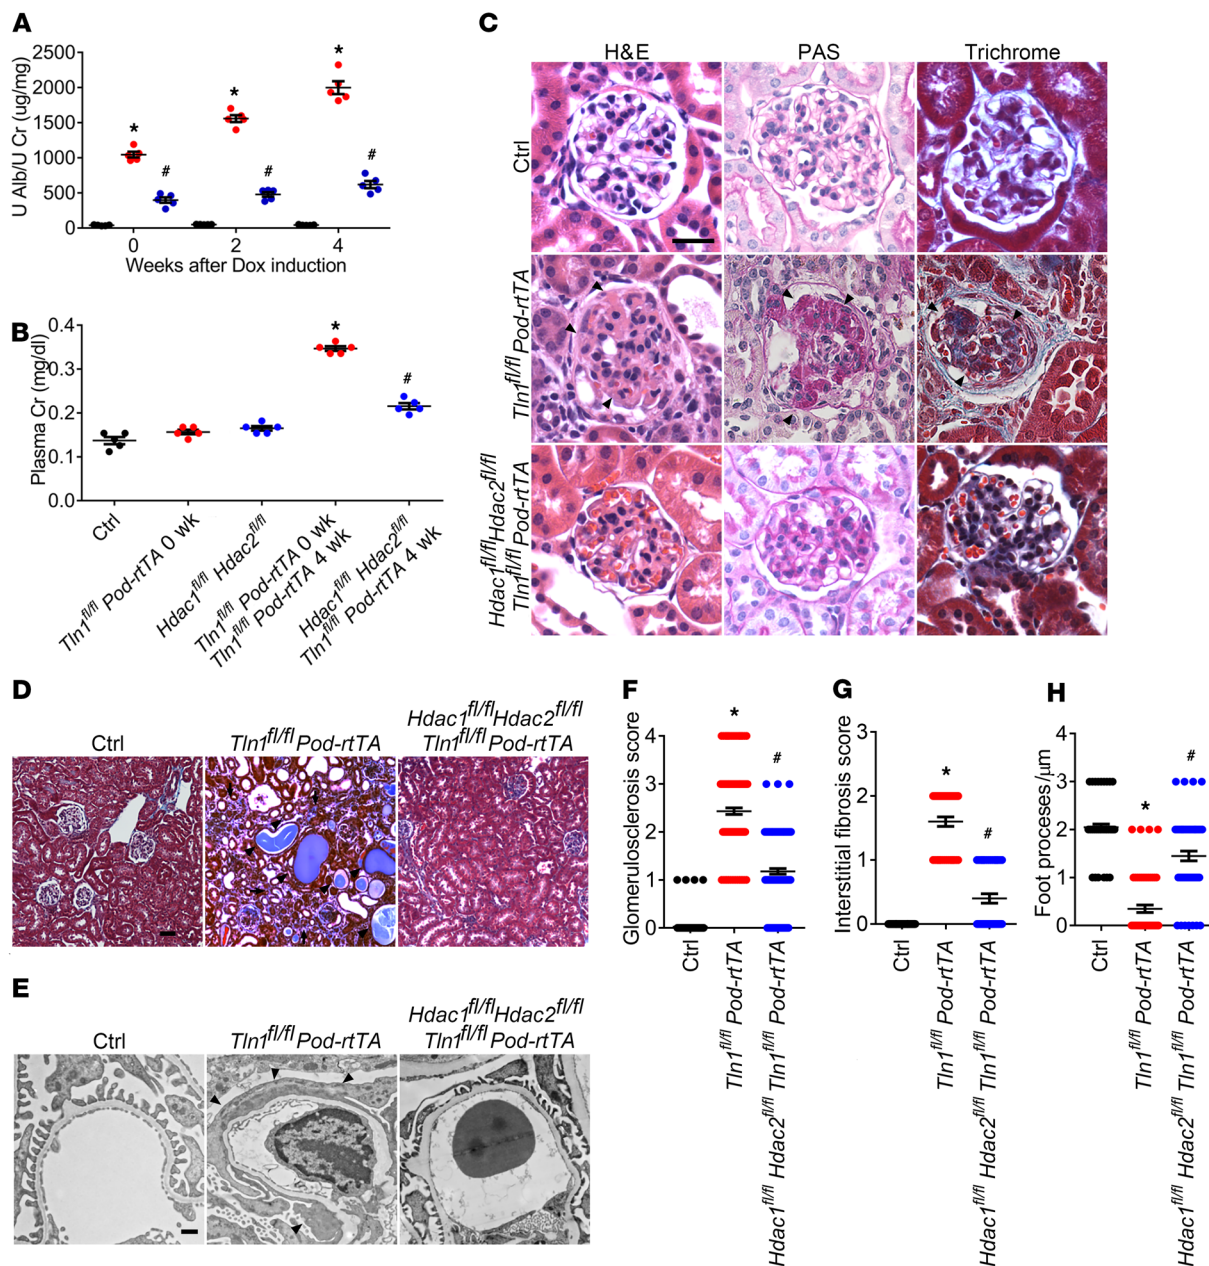 A
U Alb/U Cr (ug/mg)
2500
2000
1500
1000
500
0
*
*
*
#
#
#
0
2
4
Weeks after Dox induction
B
Plasma Cr (mg/dl)
0.4
0.3
0.2
0.1
0.0
*
#
Ctrl
Tln1fl/fl Pod-rtTA 0 wk
Hdac1fl/fl Hdac2fl/fl
Tln1fl/fl Pod-rtTA 0 wk
Tln1fl/fl Pod-rtTA 4 wk
Hdac1fl/fl Hdac2fl/fl
Tln1fl/fl Pod-rtTA 4 wk
C
H&E
PAS
Trichrome
Ctrl
Tln1fl/fl Pod-rtTA
Hdac1fl/flHdac2fl/fl
Tln1fl/fl Pod-rtTA
D
Ctrl
Tln1fl/fl Pod-rtTA
Hdac1fl/flHdac2fl/fl
Tln1fl/fl Pod-rtTA
E
Ctrl
Tln1fl/fl Pod-rtTA
Hdac1fl/flHdac2fl/fl
Tln1fl/fl Pod-rtTA
F
Glomerulosclerosis score
4
3
2
1
0
*
#
Ctrl
Tln1fl/fl Pod-rtTA
Hdac1fl/fl Hdac2fl/fl Tln1fl/fl Pod-rtTA
G
Interstitial fibrosis score
3
2
1
0
*
#
Ctrl
Tln1fl/fl Pod-rtTA
Hdac1fl/fl Hdac2fl/fl Tln1fl/fl Pod-rtTA
H
Foot processes/μm
4
3
2
1
0
*
#
Ctrl
Tln1fl/fl Pod-rtTA
Hdac1fl/fl Hdac2fl/fl Tln1fl/fl Pod-rtTA